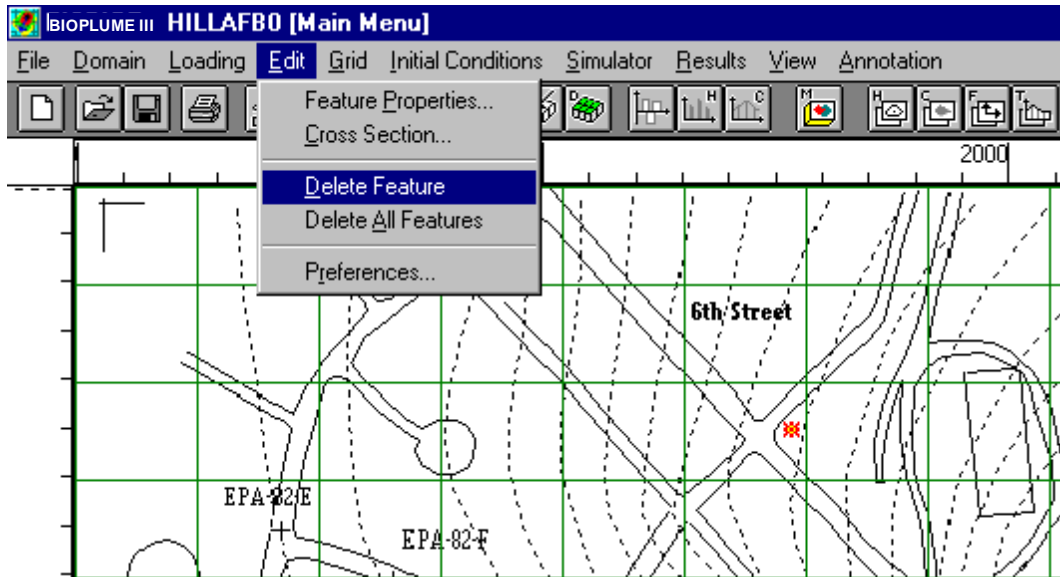 BIOPLUME III HILLAFB0 [Main Menu]
File Domain Loading Edit Grid Initial Conditions Simulator Results View Annotation
Feature Properties...
D H C M H C F T
Cross Section...
2000
Delete Feature
Delete All Features
Preferences...
6th Street
EPA-82-E
EPA-82-F